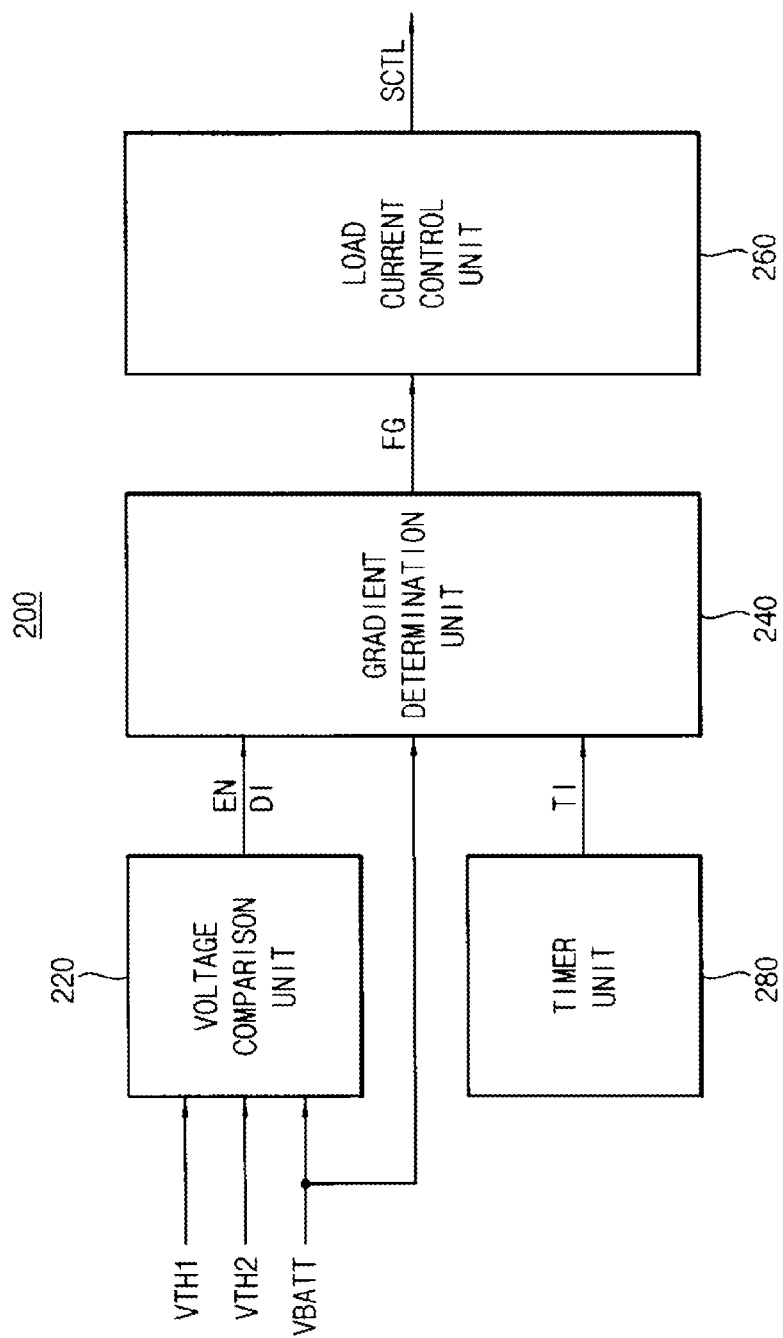 200
VTH1
VTH2
VBATT
220
VOLTAGE
COMPARISON
UNIT
EN
DI
TIMER
UNIT
280
TI
GRADIENT
DETERMINATION
UNIT
240
FG
LOAD
CURRENT
CONTROL
UNIT
260
SCTL